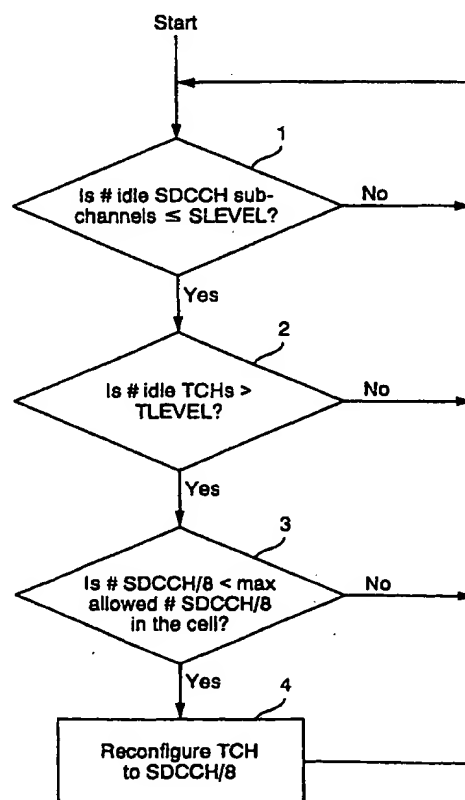 Start
1
Is # idle SDCCH sub-
channels ≤ SLEVEL?
No
Yes
2
Is # idle TCHs >
TLEVEL?
No
Yes
3
Is # SDCCH/8 < max
allowed # SDCCH/8
in the cell?
No
Yes
4
Reconfigure TCH
to SDCCH/8